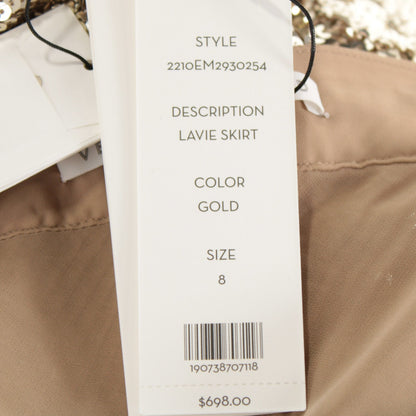 STYLE
2210EM2930254
DESCRIPTION
LAVIE SKIRT
COLOR
GOLD
SIZE
8
190738707118
$698.00